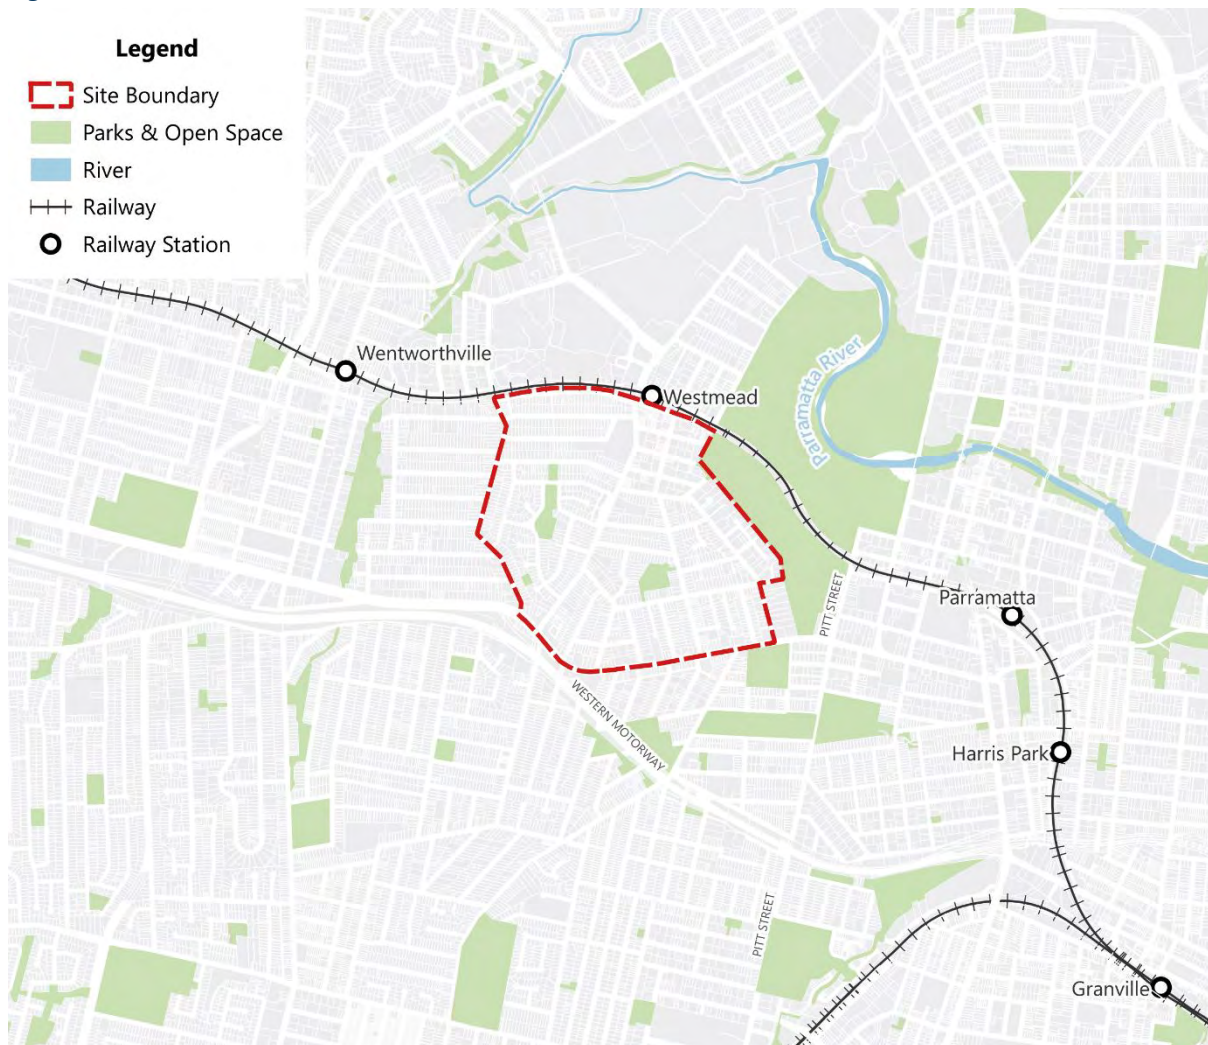 Legend
Site Boundary
Parks & Open Space
River
Railway
Railway Station
Wentworthville
Westmead
Parramatta River
PITT STREET
Parramatta
WESTERN MOTORWAY
Harris Park
PITT STREET
Granville